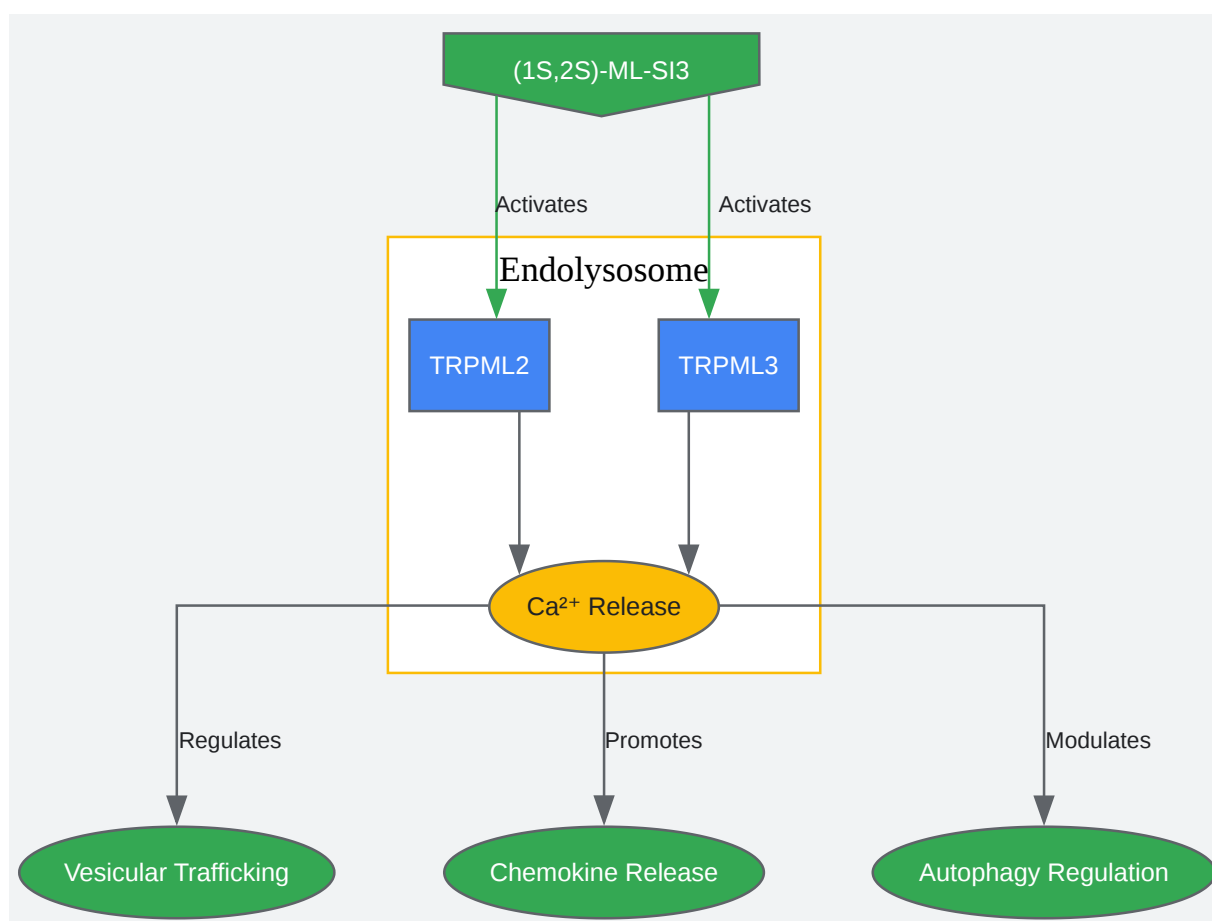 (1S,2S)-ML-SI3
Activates
Activates
Endolysosome
TRPML2
TRPML3
Ca²⁺ Release
Regulates
Promotes
Modulates
Vesicular Trafficking
Chemokine Release
Autophagy Regulation